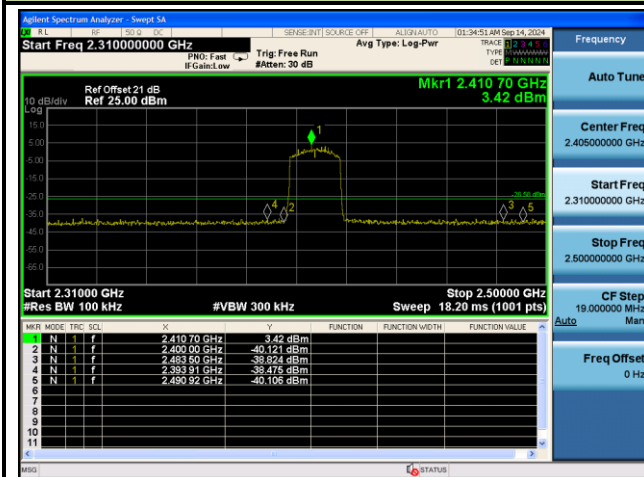 Agilent Spectrum Analyzer - Swept SA
RL RF 50 Ω DC SENSE:INT SOURCE OFF ALIGN AUTO 01:34:51 AM Sep 14, 2024
Start Freq 2.310000000 GHz
PNO: Fast
IFGain:Low
Trig: Free Run
#Atten: 30 dB
Avg Type: Log-Pwr
TRACE 1 2 3 4 5 6
TYPE M
DET P N N N N N
Ref Offset 21 dB
10 dB/div Ref 25.00 dBm
Log
Mkr1 2.410 70 GHz
3.42 dBm
15.0
5.00
-5.00
-15.0
-25.0
-35.0
-45.0
-55.0
-65.0
1
2
3
4
5
-26.56 dBm
Start 2.31000 GHz Stop 2.50000 GHz
#Res BW 100 kHz #VBW 300 kHz Sweep 18.20 ms (1001 pts)
MKR MODE TRC SCL X Y FUNCTION FUNCTION WIDTH FUNCTION VALUE
1 N 1 f 2.410 70 GHz 3.42 dBm
2 N 1 f 2.400 00 GHz -40.121 dBm
3 N 1 f 2.483 50 GHz -38.824 dBm
4 N 1 f 2.393 91 GHz -38.475 dBm
5 N 1 f 2.490 92 GHz -40.106 dBm
6
7
8
9
10
11
MSG STATUS
Frequency
Auto Tune
Center Freq
2.405000000 GHz
Start Freq
2.310000000 GHz
Stop Freq
2.500000000 GHz
CF Step
19.000000 MHz
Auto Man
Freq Offset
0 Hz